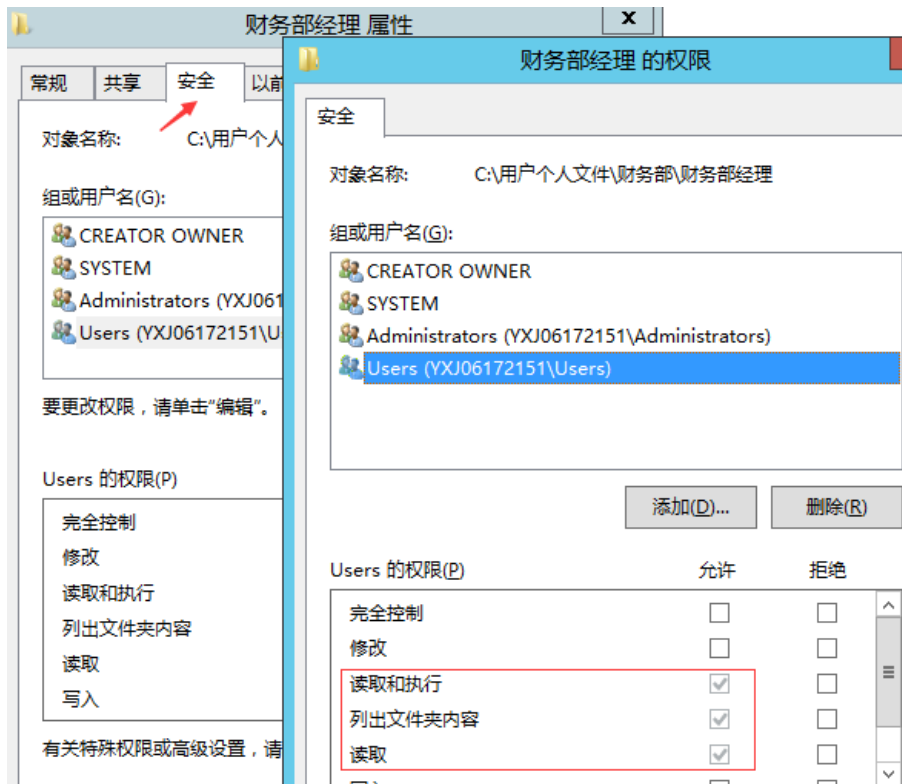 财务部经理 属性
x
常规
共享
安全
以前
对象名称:
C:\用户个人
组或用户名(G):
CREATOR OWNER
SYSTEM
Administrators (YXJ061
Users (YXJ06172151\U
要更改权限，请单击“编辑”。
Users 的权限(P)
完全控制
修改
读取和执行
列出文件夹内容
读取
写入
有关特殊权限或高级设置，请
财务部经理 的权限
安全
对象名称:
C:\用户个人文件\财务部\财务部经理
组或用户名(G):
CREATOR OWNER
SYSTEM
Administrators (YXJ06172151\Administrators)
Users (YXJ06172151\Users)
添加(D)...
删除(R)
Users 的权限(P)
允许
拒绝
完全控制
修改
读取和执行
列出文件夹内容
读取